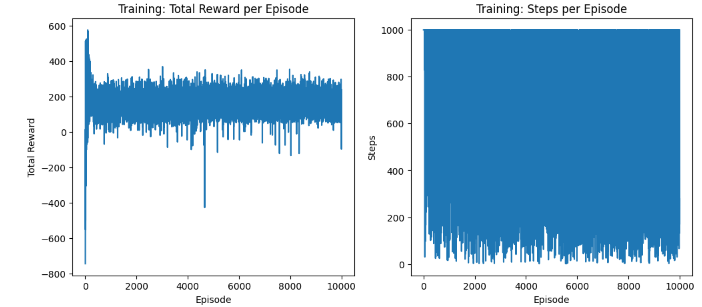 Training: Total Reward per Episode
600
400
200
0
−200
−400
−600
−800
Total Reward
0 2000 4000 6000 8000 10000
Episode
Training: Steps per Episode
1000
800
600
400
200
0
Steps
0 2000 4000 6000 8000 10000
Episode